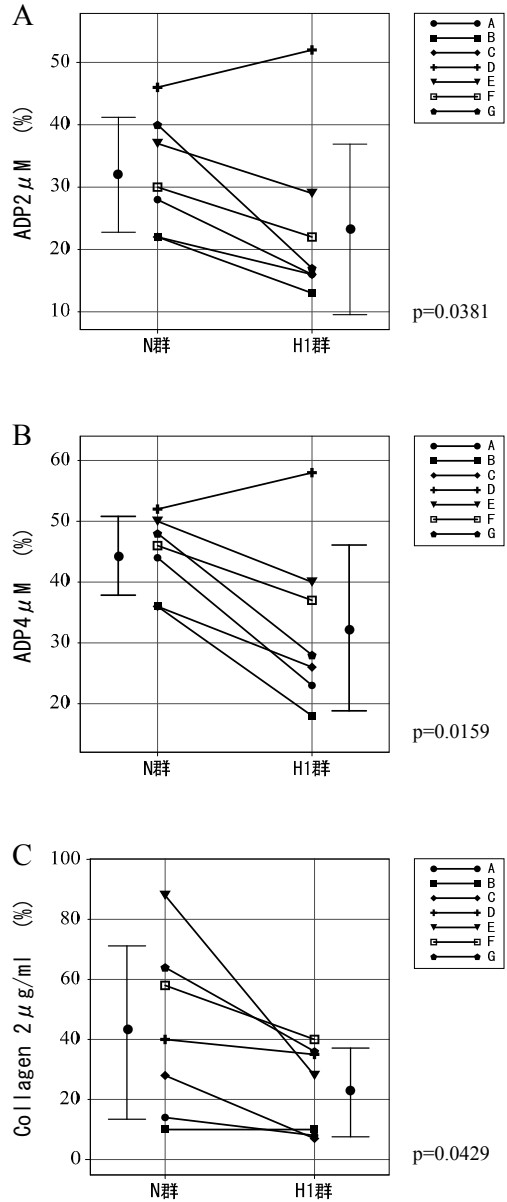 A
ADP2μM (%)
50
40
30
20
10
N群
H1群
A
B
C
D
E
F
G
p=0.0381
B
ADP4μM (%)
60
50
40
30
20
N群
H1群
A
B
C
D
E
F
G
p=0.0159
C
Collagen 2μg/ml (%)
100
80
60
40
20
0
N群
H1群
A
B
C
D
E
F
G
p=0.0429